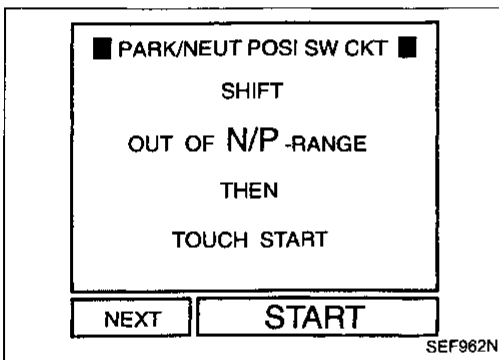 ■ PARK/NEUT POSI SW CKT ■
SHIFT
OUT OF N/P -RANGE
THEN
TOUCH START
NEXT START
SEF962N